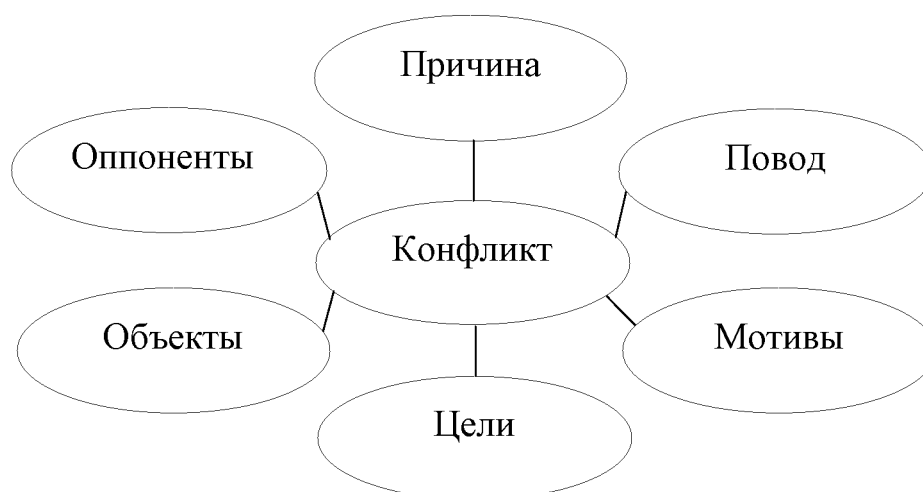 Причина
Оппоненты
Повод
Конфликт
Объекты
Мотивы
Цели